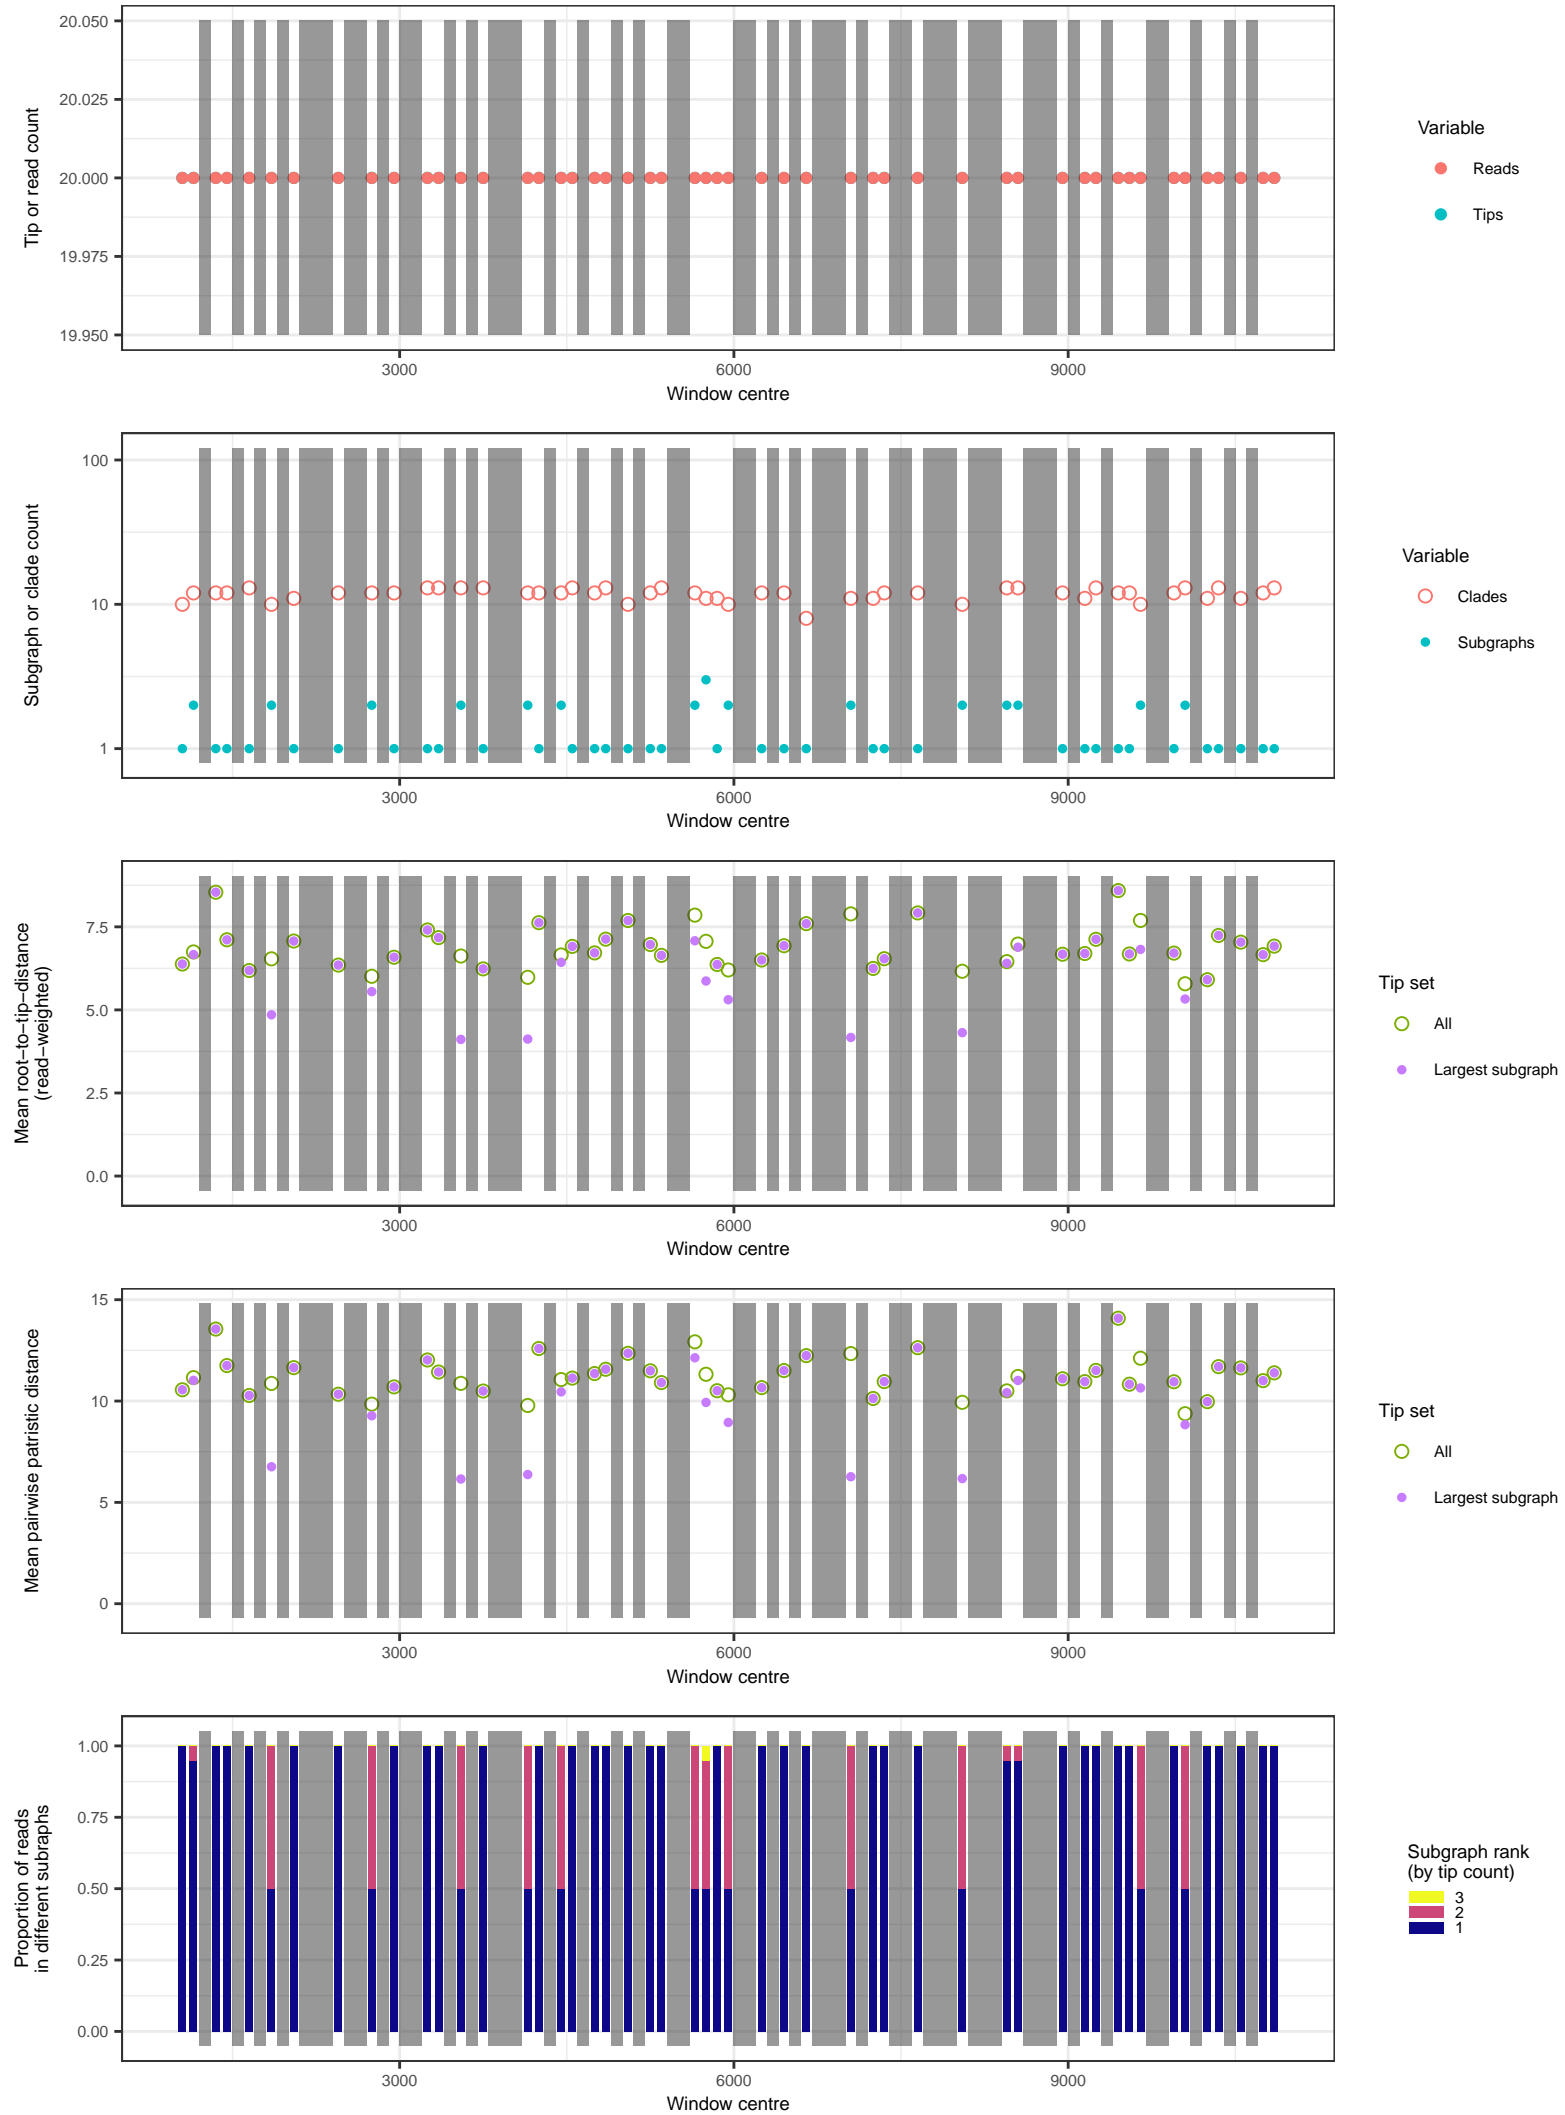 20.050
20.025
20.000
19.975
19.950
Tip or read count
3000
6000
9000
Window centre
Variable
Reads
Tips
100
10
1
Subgraph or clade count
3000
6000
9000
Window centre
Variable
Clades
Subgraphs
7.5
5.0
2.5
0.0
Mean root−to−tip−distance
(read−weighted)
3000
6000
9000
Window centre
Tip set
All
Largest subgraph
15
10
5
0
Mean pairwise patristic distance
3000
6000
9000
Window centre
Tip set
All
Largest subgraph
1.00
0.75
0.50
0.25
0.00
Proportion of reads
in different subraphs
3000
6000
9000
Window centre
Subgraph rank
(by tip count)
3
2
1